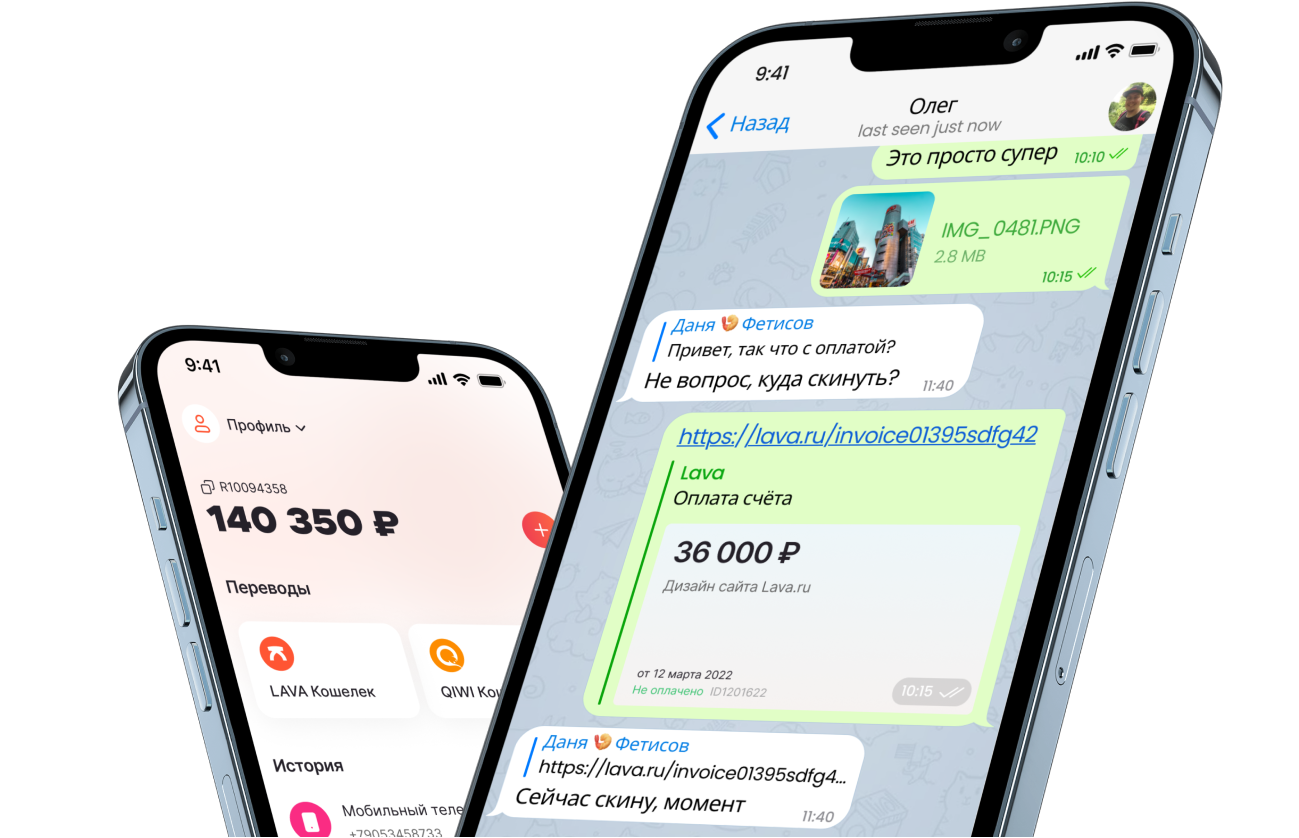 9:41
Профиль
R10094358
140 350 ₽
Переводы
LAVA Кошелек
QIWI
История
Мобильный
+79053458733
9:41
Назад
Олег
last seen just now
Это просто супер 10:10
IMG_0481.PNG
2.8 MB
10:15
Даня Фетисов
Привет, так что с оплатой?
Не вопрос, куда скинуть? 11:40
https://lava.ru/invoice01395sdfg42
Lava
Оплата счёта
36 000 ₽
Дизайн сайта Lava.ru
от 12 марта 2022
Не оплачено ID1201622
10:15
Даня Фетисов
https://lava.ru/invoice01395sdfg4...
Сейчас скину, момент
11:40